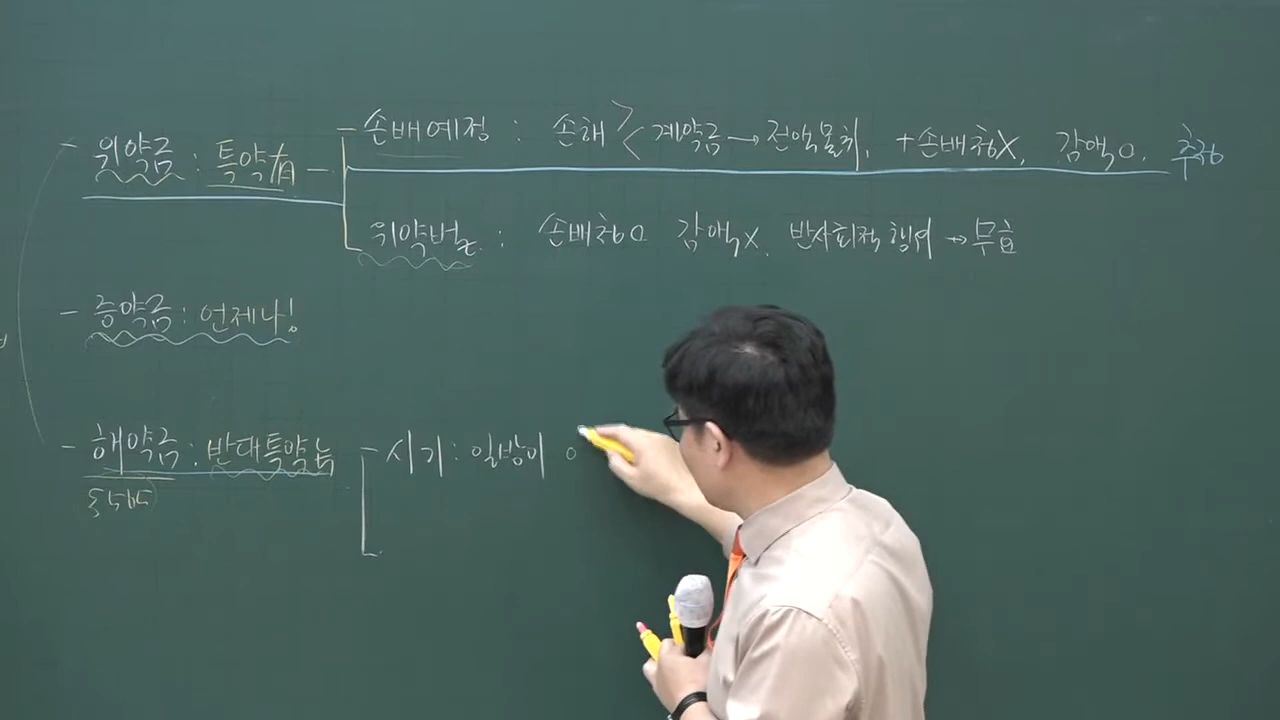 - 위약금 : 특약有 - 손배예정 : 손해 >< 계약금 → 전액몰취, +손배청X, 감액O. 추정
위약벌 : 손배청O 감액X. 반사회적 행위 → 무효
- 증약금 : 언제나!
- 해약금 : 반대특약 - 시기 : 일방이
§565